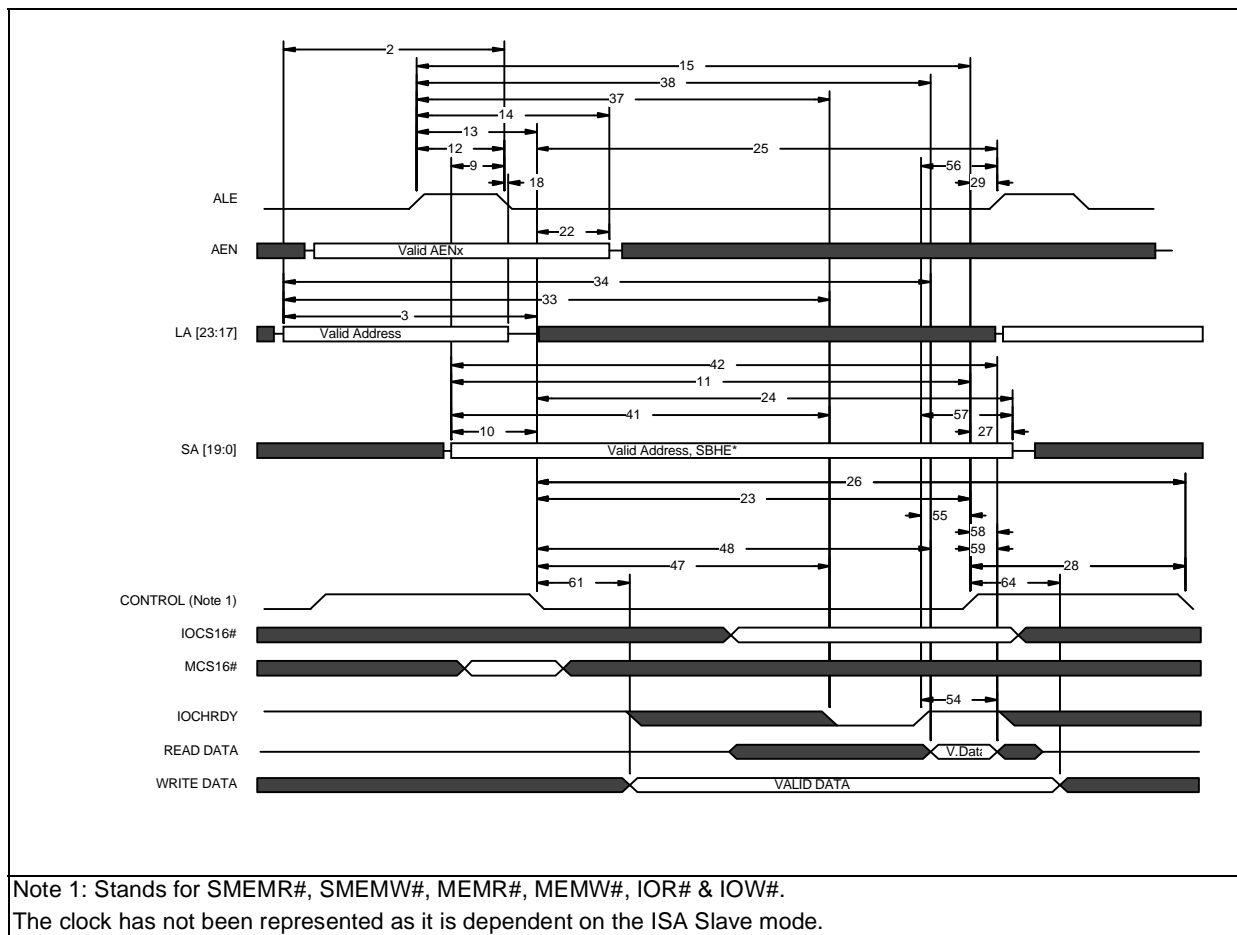 2
15
38
37
14
13
12
25
9
56
18
29
ALE
22
AEN
Valid AENx
34
33
3
LA [23:17]
Valid Address
42
11
24
41
57
10
27
SA [19:0]
Valid Address, SBHE*
26
23
55
58
48
59
47
28
61
64
CONTROL (Note 1)
IOCS16#
MCS16#
54
IOCHRDY
READ DATA
V.Data
WRITE DATA
VALID DATA
Note 1: Stands for SMEMR#, SMEMW#, MEMR#, MEMW#, IOR# & IOW#.
The clock has not been represented as it is dependent on the ISA Slave mode.